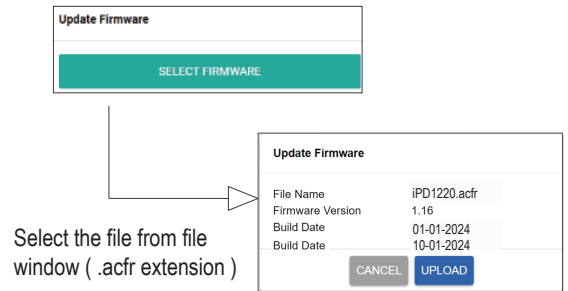 Update Firmware
SELECT FIRMWARE
Update Firmware
File Name iPD1220.acfr
Firmware Version 1.16
Build Date 01-01-2024
Build Date 10-01-2024
CANCEL UPLOAD
Select the file from file
window ( .acfr extension )